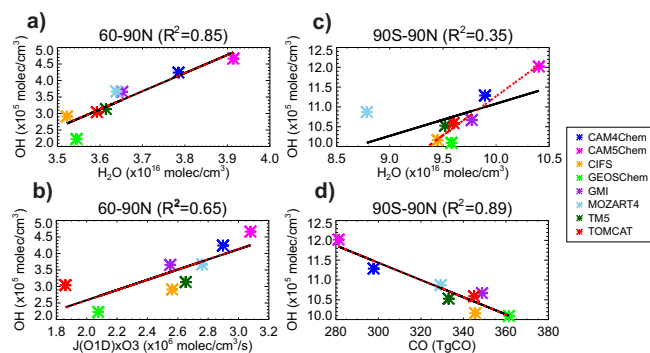 a)
60-90N (R²=0.85)
OH (x10⁵ molec/cm³)
5.0
4.5
4.0
3.5
3.0
2.5
2.0
3.5 3.6 3.7 3.8 3.9 4.0
H₂O (x10¹⁶ molec/cm³)
c)
90S-90N (R²=0.35)
OH (x10⁵ molec/cm³)
12.5
12.0
11.5
11.0
10.5
10.0
8.5 9.0 9.5 10.0 10.5
H₂O (x10¹⁶ molec/cm³)
b)
60-90N (R²=0.65)
OH (x10⁵ molec/cm³)
5.0
4.5
4.0
3.5
3.0
2.5
2.0
1.8 2.0 2.2 2.4 2.6 2.8 3.0 3.2
J(O1D)xO3 (x10⁶ molec/cm³/s)
d)
90S-90N (R²=0.89)
OH (x10⁵ molec/cm³)
12.5
12.0
11.5
11.0
10.5
10.0
280 300 320 340 360 380
CO (TgCO)
CAM4Chem
CAM5Chem
CIFS
GEOSChem
GMI
MOZART4
TM5
TOMCAT